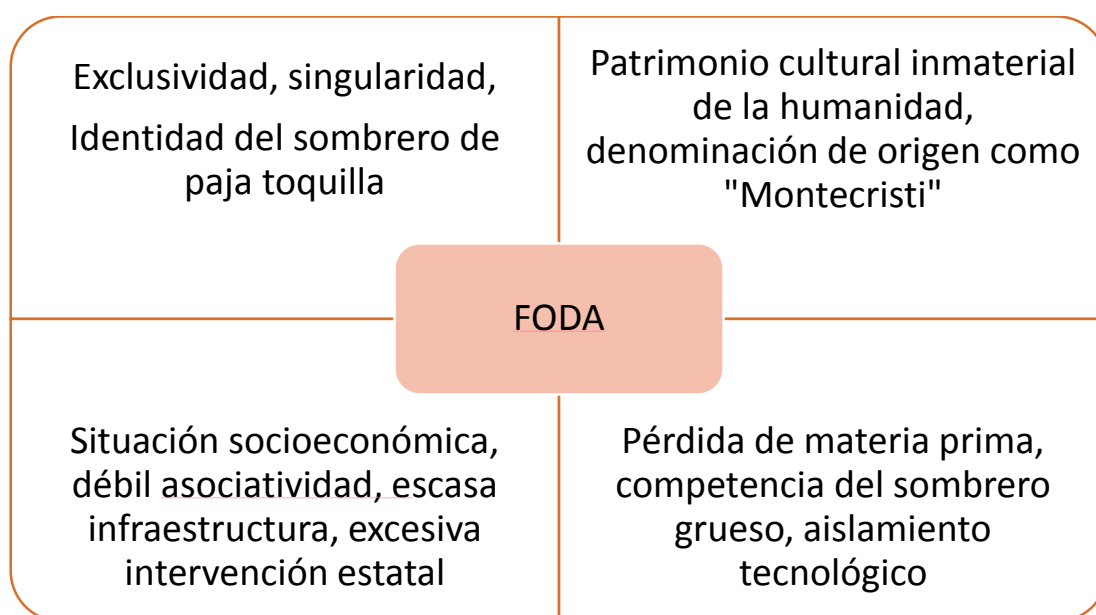 Exclusividad, singularidad,
Identidad del sombrero de
paja toquilla
Patrimonio cultural inmaterial
de la humanidad,
denominación de origen como
"Montecristi"
FODA
Situación socioeconómica,
débil asociatividad, escasa
infraestructura, excesiva
intervención estatal
Pérdida de materia prima,
competencia del sombrero
grueso, aislamiento
tecnológico